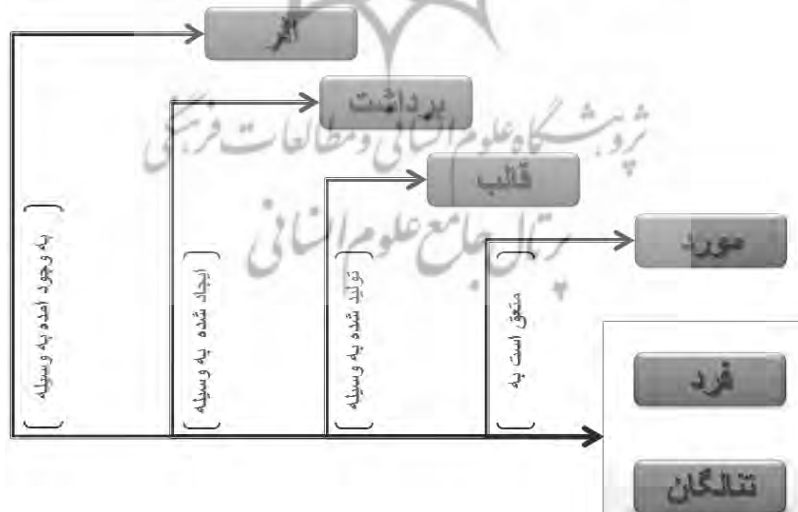 اثر
برداشت
قالب
مورد
فرد
تنالگان
به وجود آمده به وسیله
ایجاد شده به وسیله
تولید شده به وسیله
متعق است به
پژوهشگاه علوم انسانی و مطالعات فرهنگی
پرتال جامع علوم انسانی